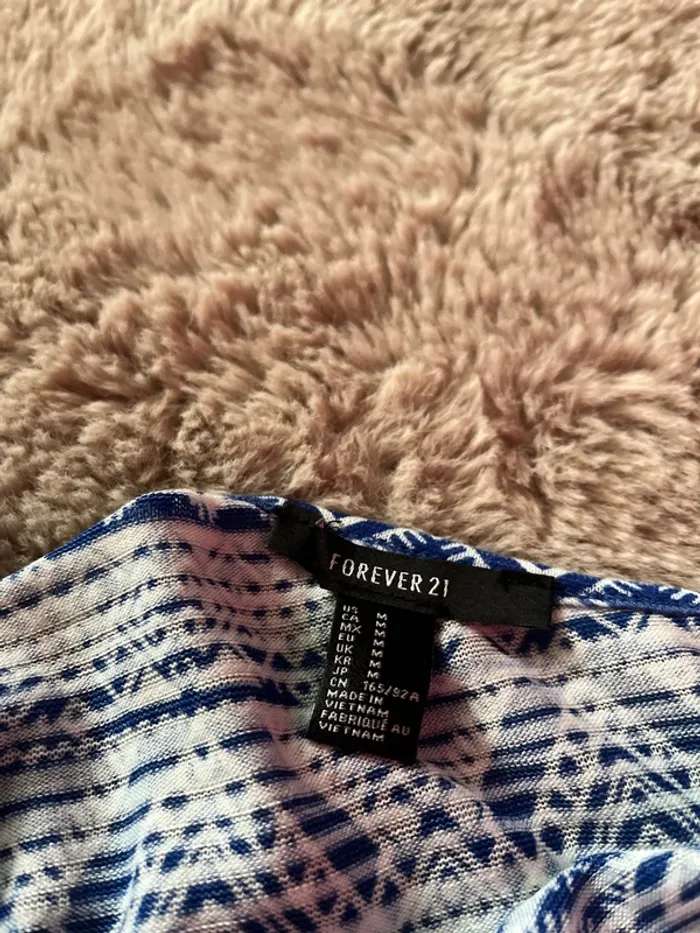 FOREVER 21
US M
CA M
MX M
EU M
UK M
KR M
JP M
CN 165/92A
MADE IN
VIETNAM
FABRIQUÉ AU
VIETNAM